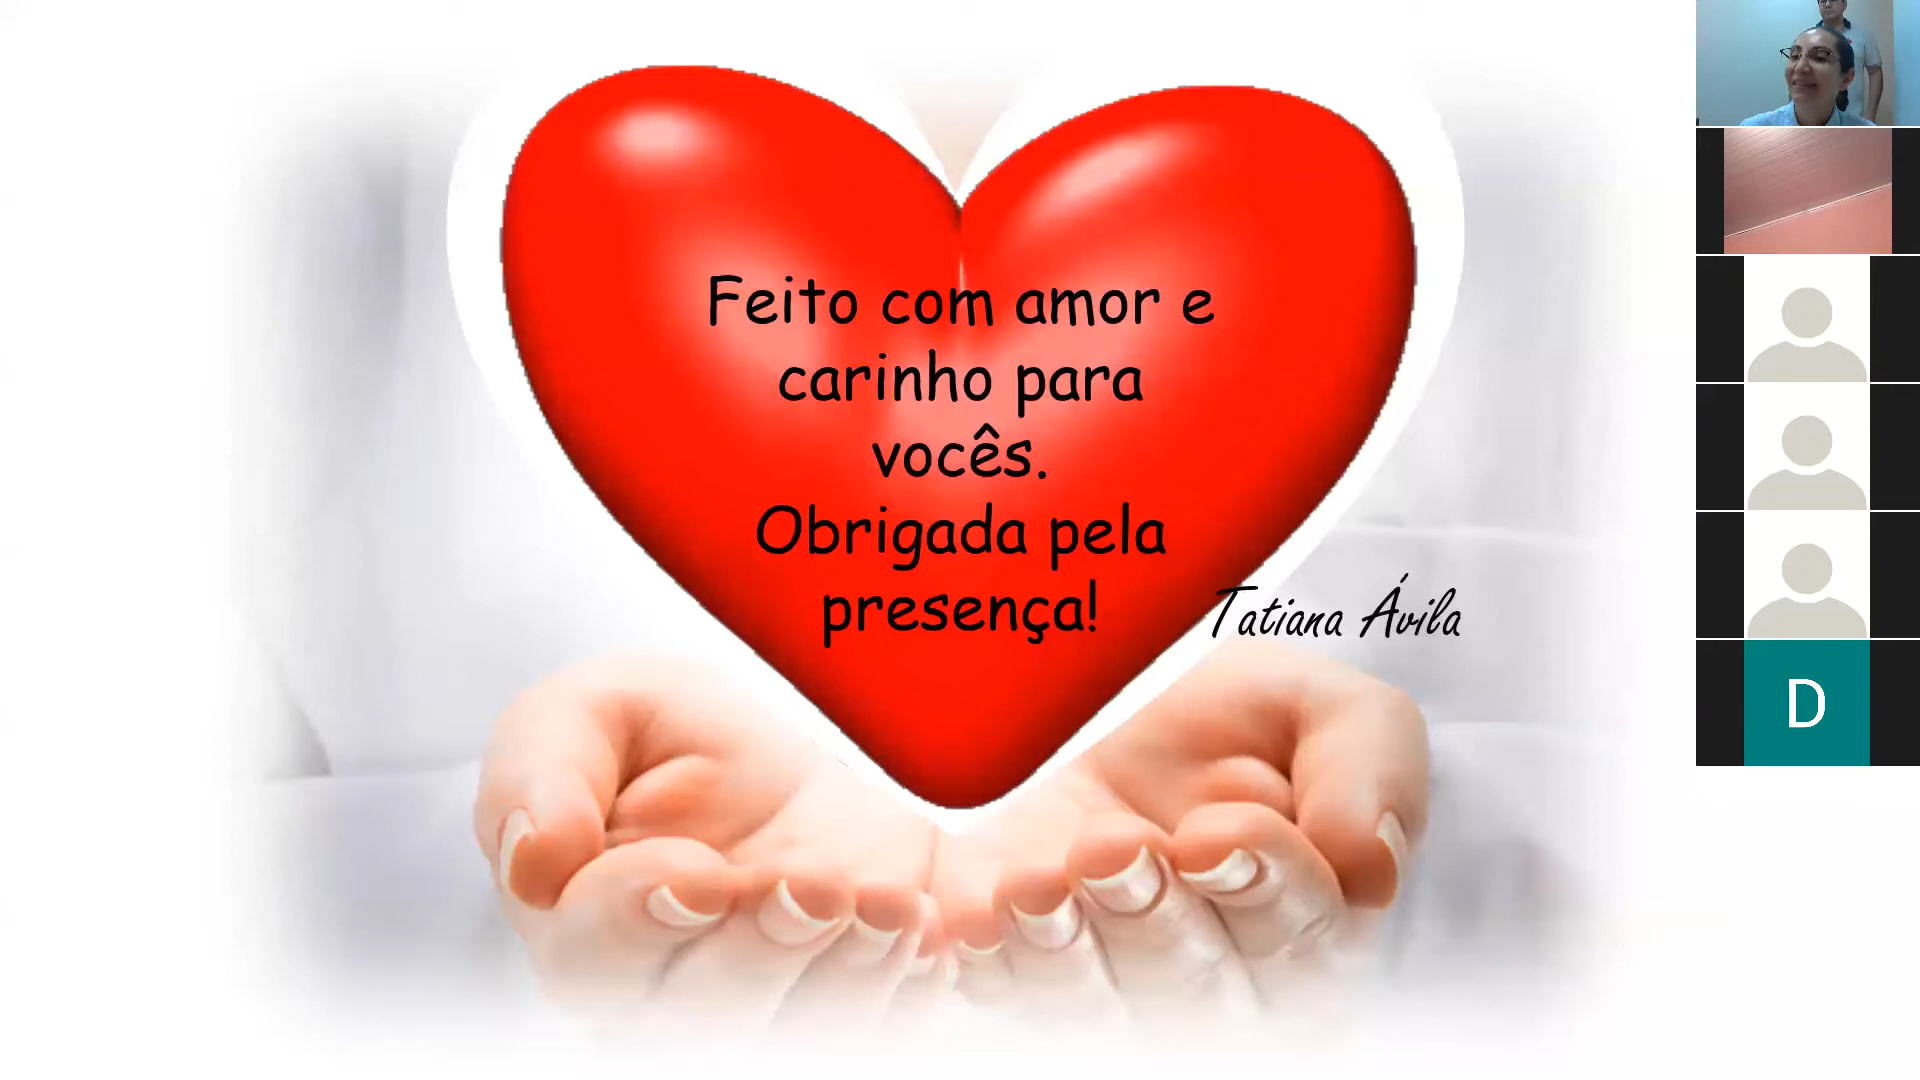 Feito com amor e
carinho para
vocês.
Obrigada pela
presença!
Tatiana Ávila
D